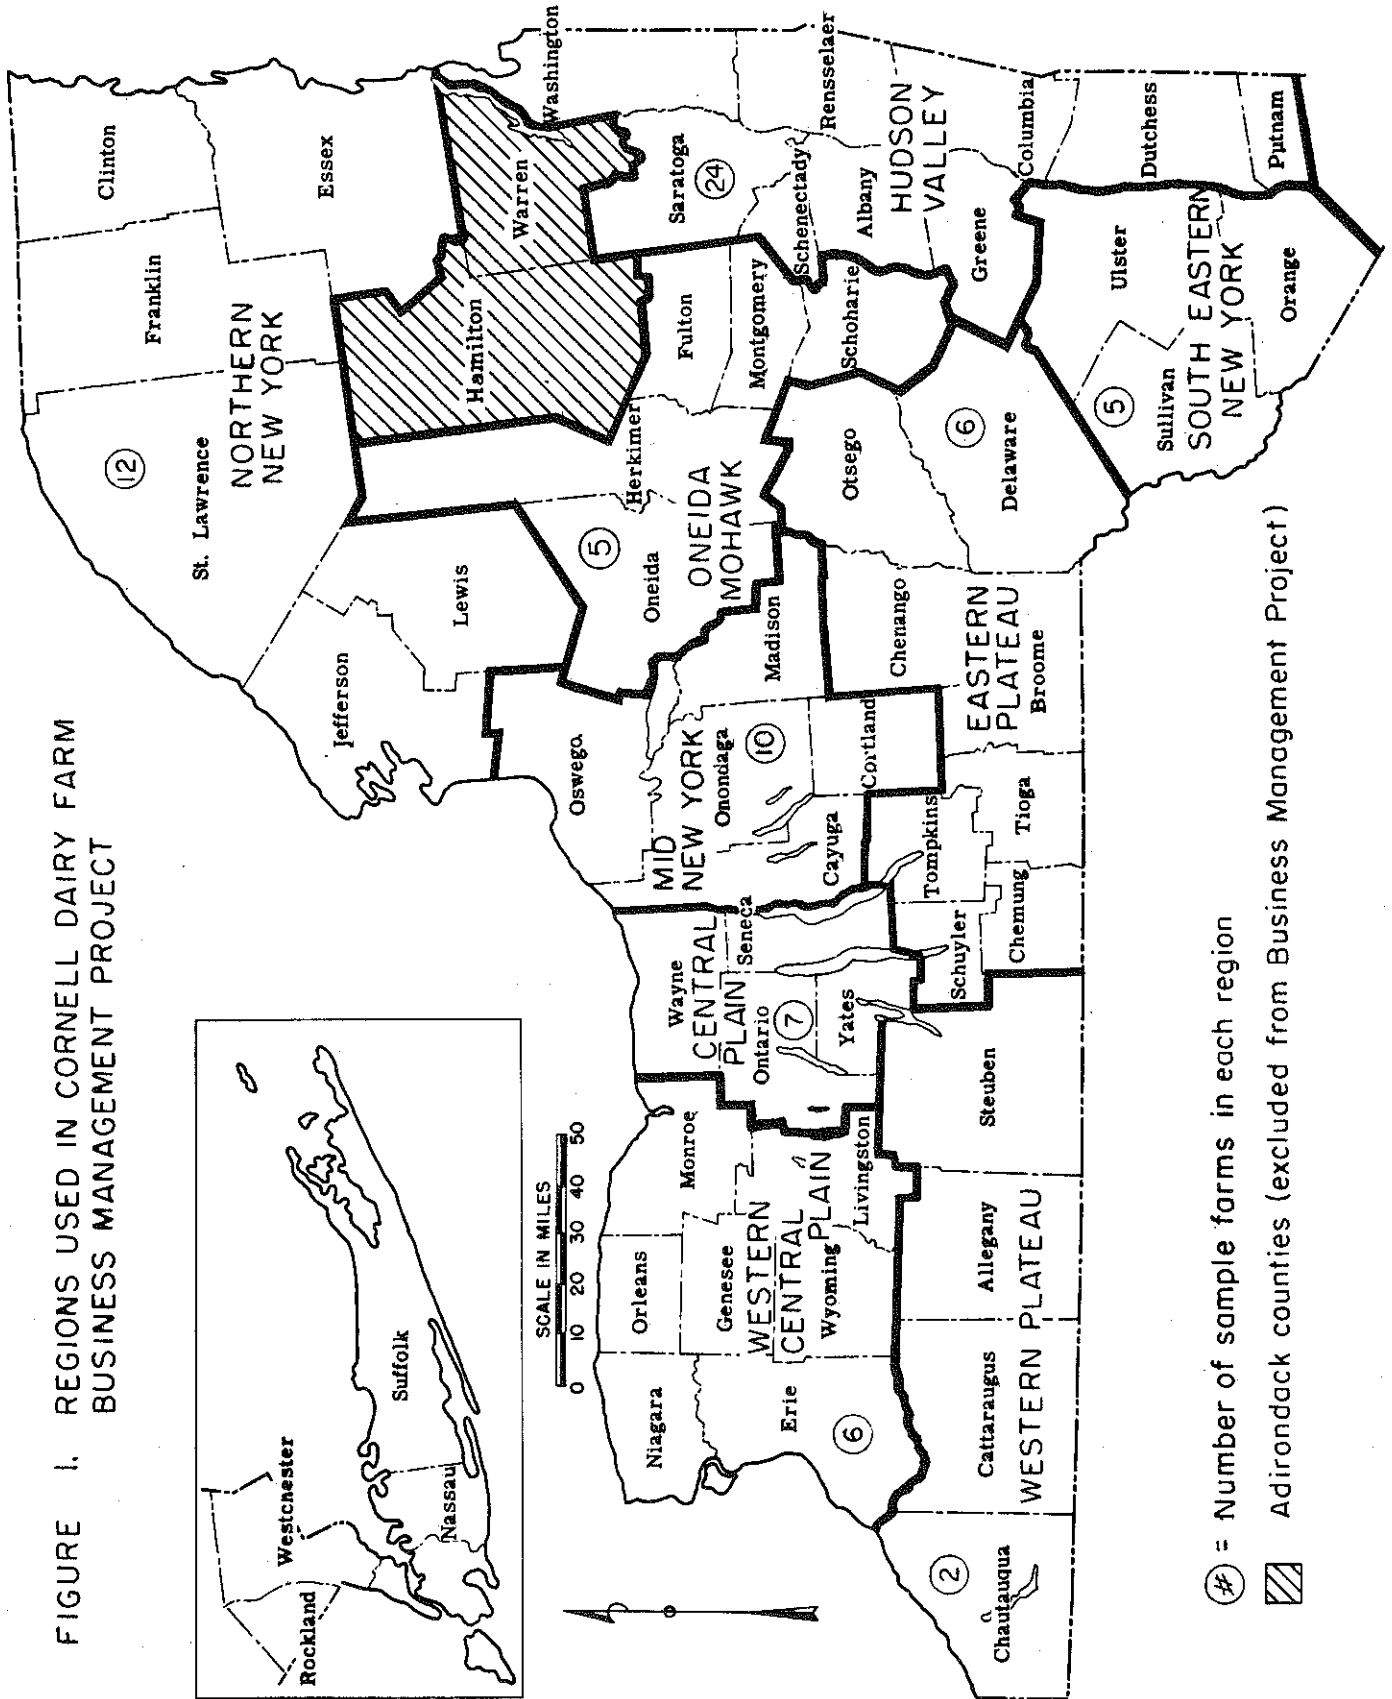 FIGURE 1. REGIONS USED IN CORNELL DAIRY FARM
BUSINESS MANAGEMENT PROJECT
Rockland
Westchester
Nassau
Suffolk
SCALE IN MILES
0 10 20 30 40 50
Clinton
Franklin
Essex
St. Lawrence
12
NORTHERN
NEW YORK
Jefferson
Lewis
Hamilton
Warren
Washington
Herkimer
Fulton
Saratoga
24
Oneida
5
ONEIDA
MOHAWK
Montgomery
Schenectady
Rensselaer
Oswego
Schoharie
Albany
HUDSON
VALLEY
Niagara
Orleans
Monroe
Wayne
CENTRAL
PLAIN
Seneca
MID
NEW YORK
Onondaga
10
Madison
Genesee
WESTERN
CENTRAL
PLAIN
Ontario
7
Cayuga
Otsego
Greene
Columbia
Erie
6
Wyoming
Livingston
Yates
Cortland
Chenango
6
Delaware
Ulster
Dutchess
Chautauqua
2
Cattaraugus
Allegany
WESTERN PLATEAU
Steuben
Schuyler
Tompkins
Chemung
Tioga
EASTERN
PLATEAU
Broome
5
Sullivan
SOUTH EASTERN
NEW YORK
Orange
Putnam
# = Number of sample farms in each region
Adirondack counties (excluded from Business Management Project)